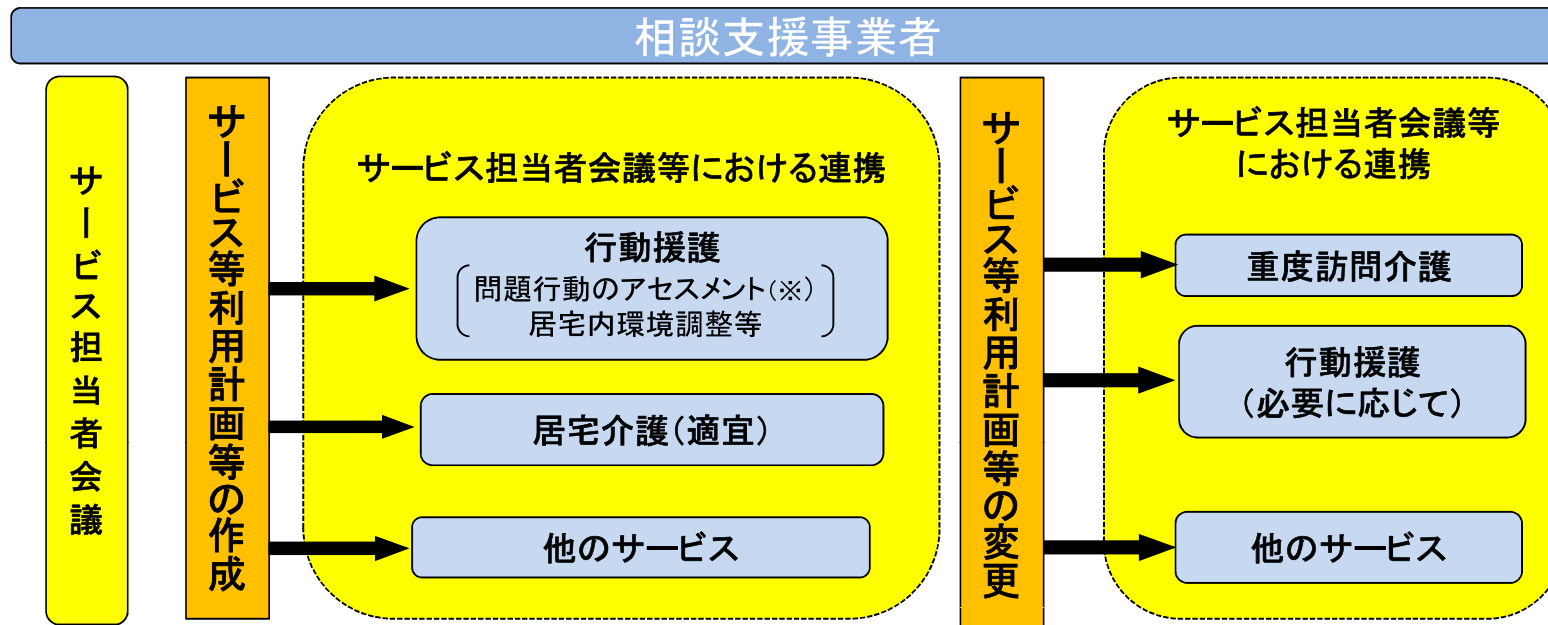 相談支援事業者
サービス担当者会議
サービス等利用計画等の作成
サービス担当者会議等における連携
行動援護
問題行動のアセスメント(※)
居宅内環境調整等
居宅介護(適宜)
他のサービス
サービス等利用計画等の変更
サービス担当者会議等
における連携
重度訪問介護
行動援護
(必要に応じて)
他のサービス